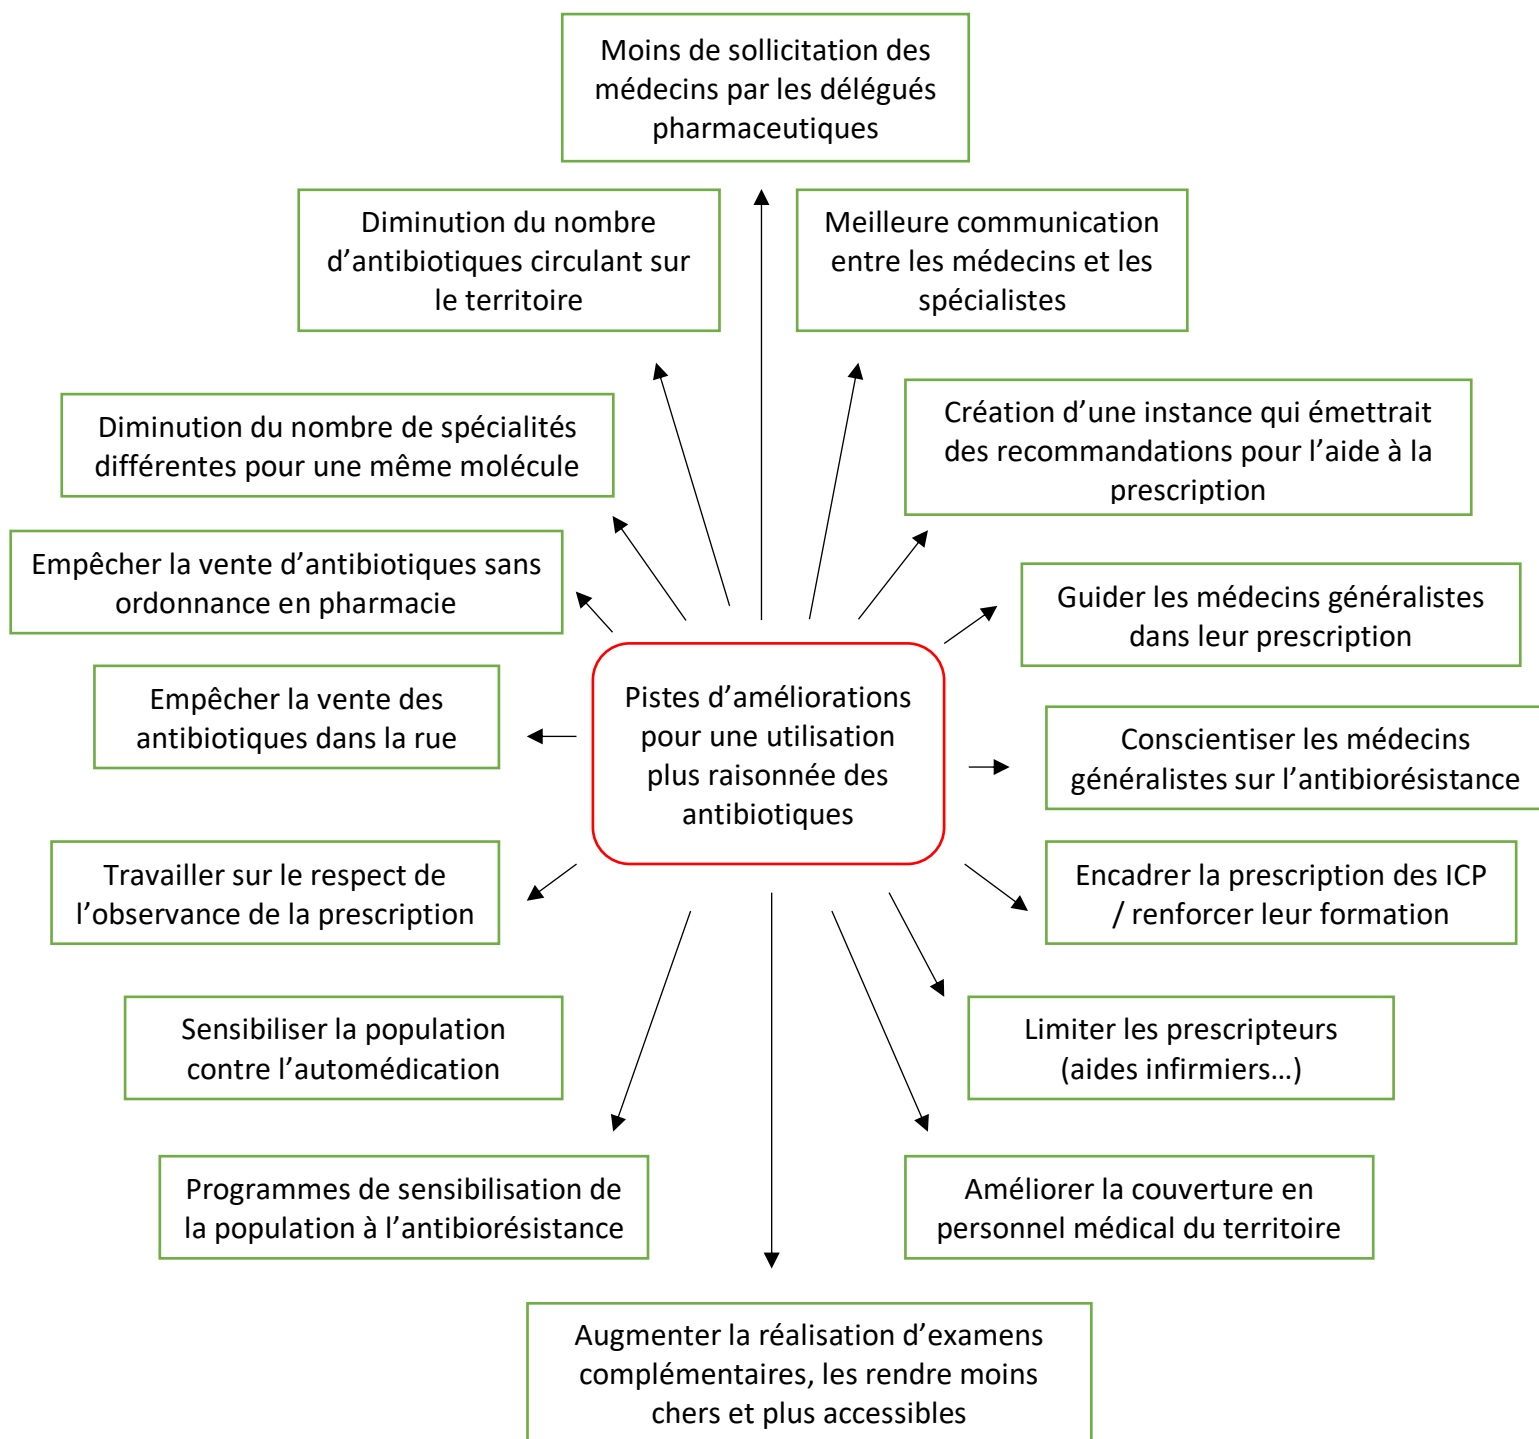 Moins de sollicitation des
médecins par les délégués
pharmaceutiques
Diminution du nombre
d’antibiotiques circulant sur
le territoire
Meilleure communication
entre les médecins et les
spécialistes
Diminution du nombre de spécialités
différentes pour une même molécule
Création d’une instance qui émettrait
des recommandations pour l’aide à la
prescription
Empêcher la vente d’antibiotiques sans
ordonnance en pharmacie
Guider les médecins généralistes
dans leur prescription
Empêcher la vente des
antibiotiques dans la rue
Pistes d’améliorations
pour une utilisation
plus raisonnée des
antibiotiques
Conscientiser les médecins
généralistes sur l’antibiorésistance
Travailler sur le respect de
l’observance de la prescription
Encadrer la prescription des ICP
/ renforcer leur formation
Sensibiliser la population
contre l’automédication
Limiter les prescripteurs
(aides infirmiers…)
Programmes de sensibilisation de
la population à l’antibiorésistance
Améliorer la couverture en
personnel médical du territoire
Augmenter la réalisation d’examens
complémentaires, les rendre moins
chers et plus accessibles